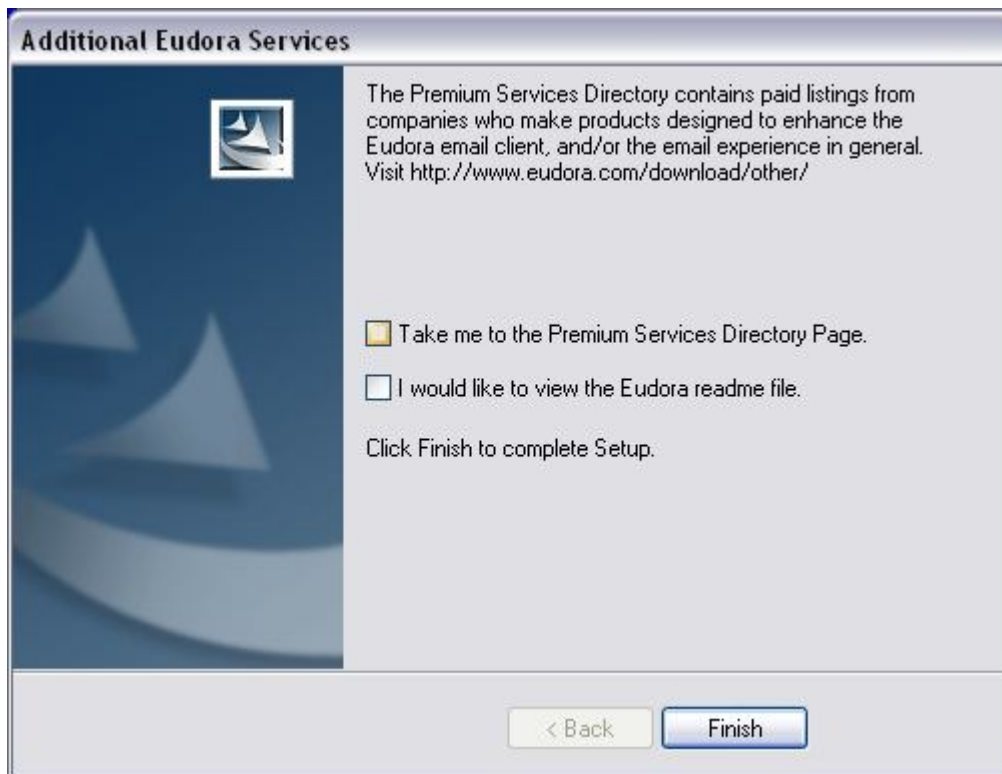 Additional Eudora Services
The Premium Services Directory contains paid listings from
companies who make products designed to enhance the
Eudora email client, and/or the email experience in general.
Visit http://www.eudora.com/download/other/
Take me to the Premium Services Directory Page.
I would like to view the Eudora readme file.
Click Finish to complete Setup.
< Back
Finish